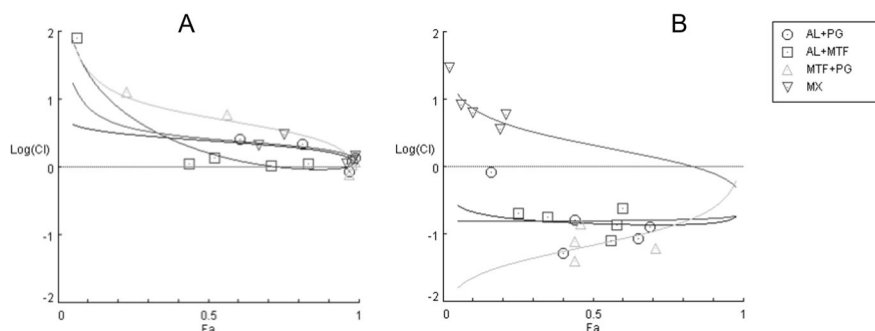 A
B
2
1
Log(CI)
0
-1
-2
0
0.5
1
Fa
2
1
Log(CI)
0
-1
-2
0
0.5
1
Fa
AL+PG
AL+MTF
MTF+PG
MX